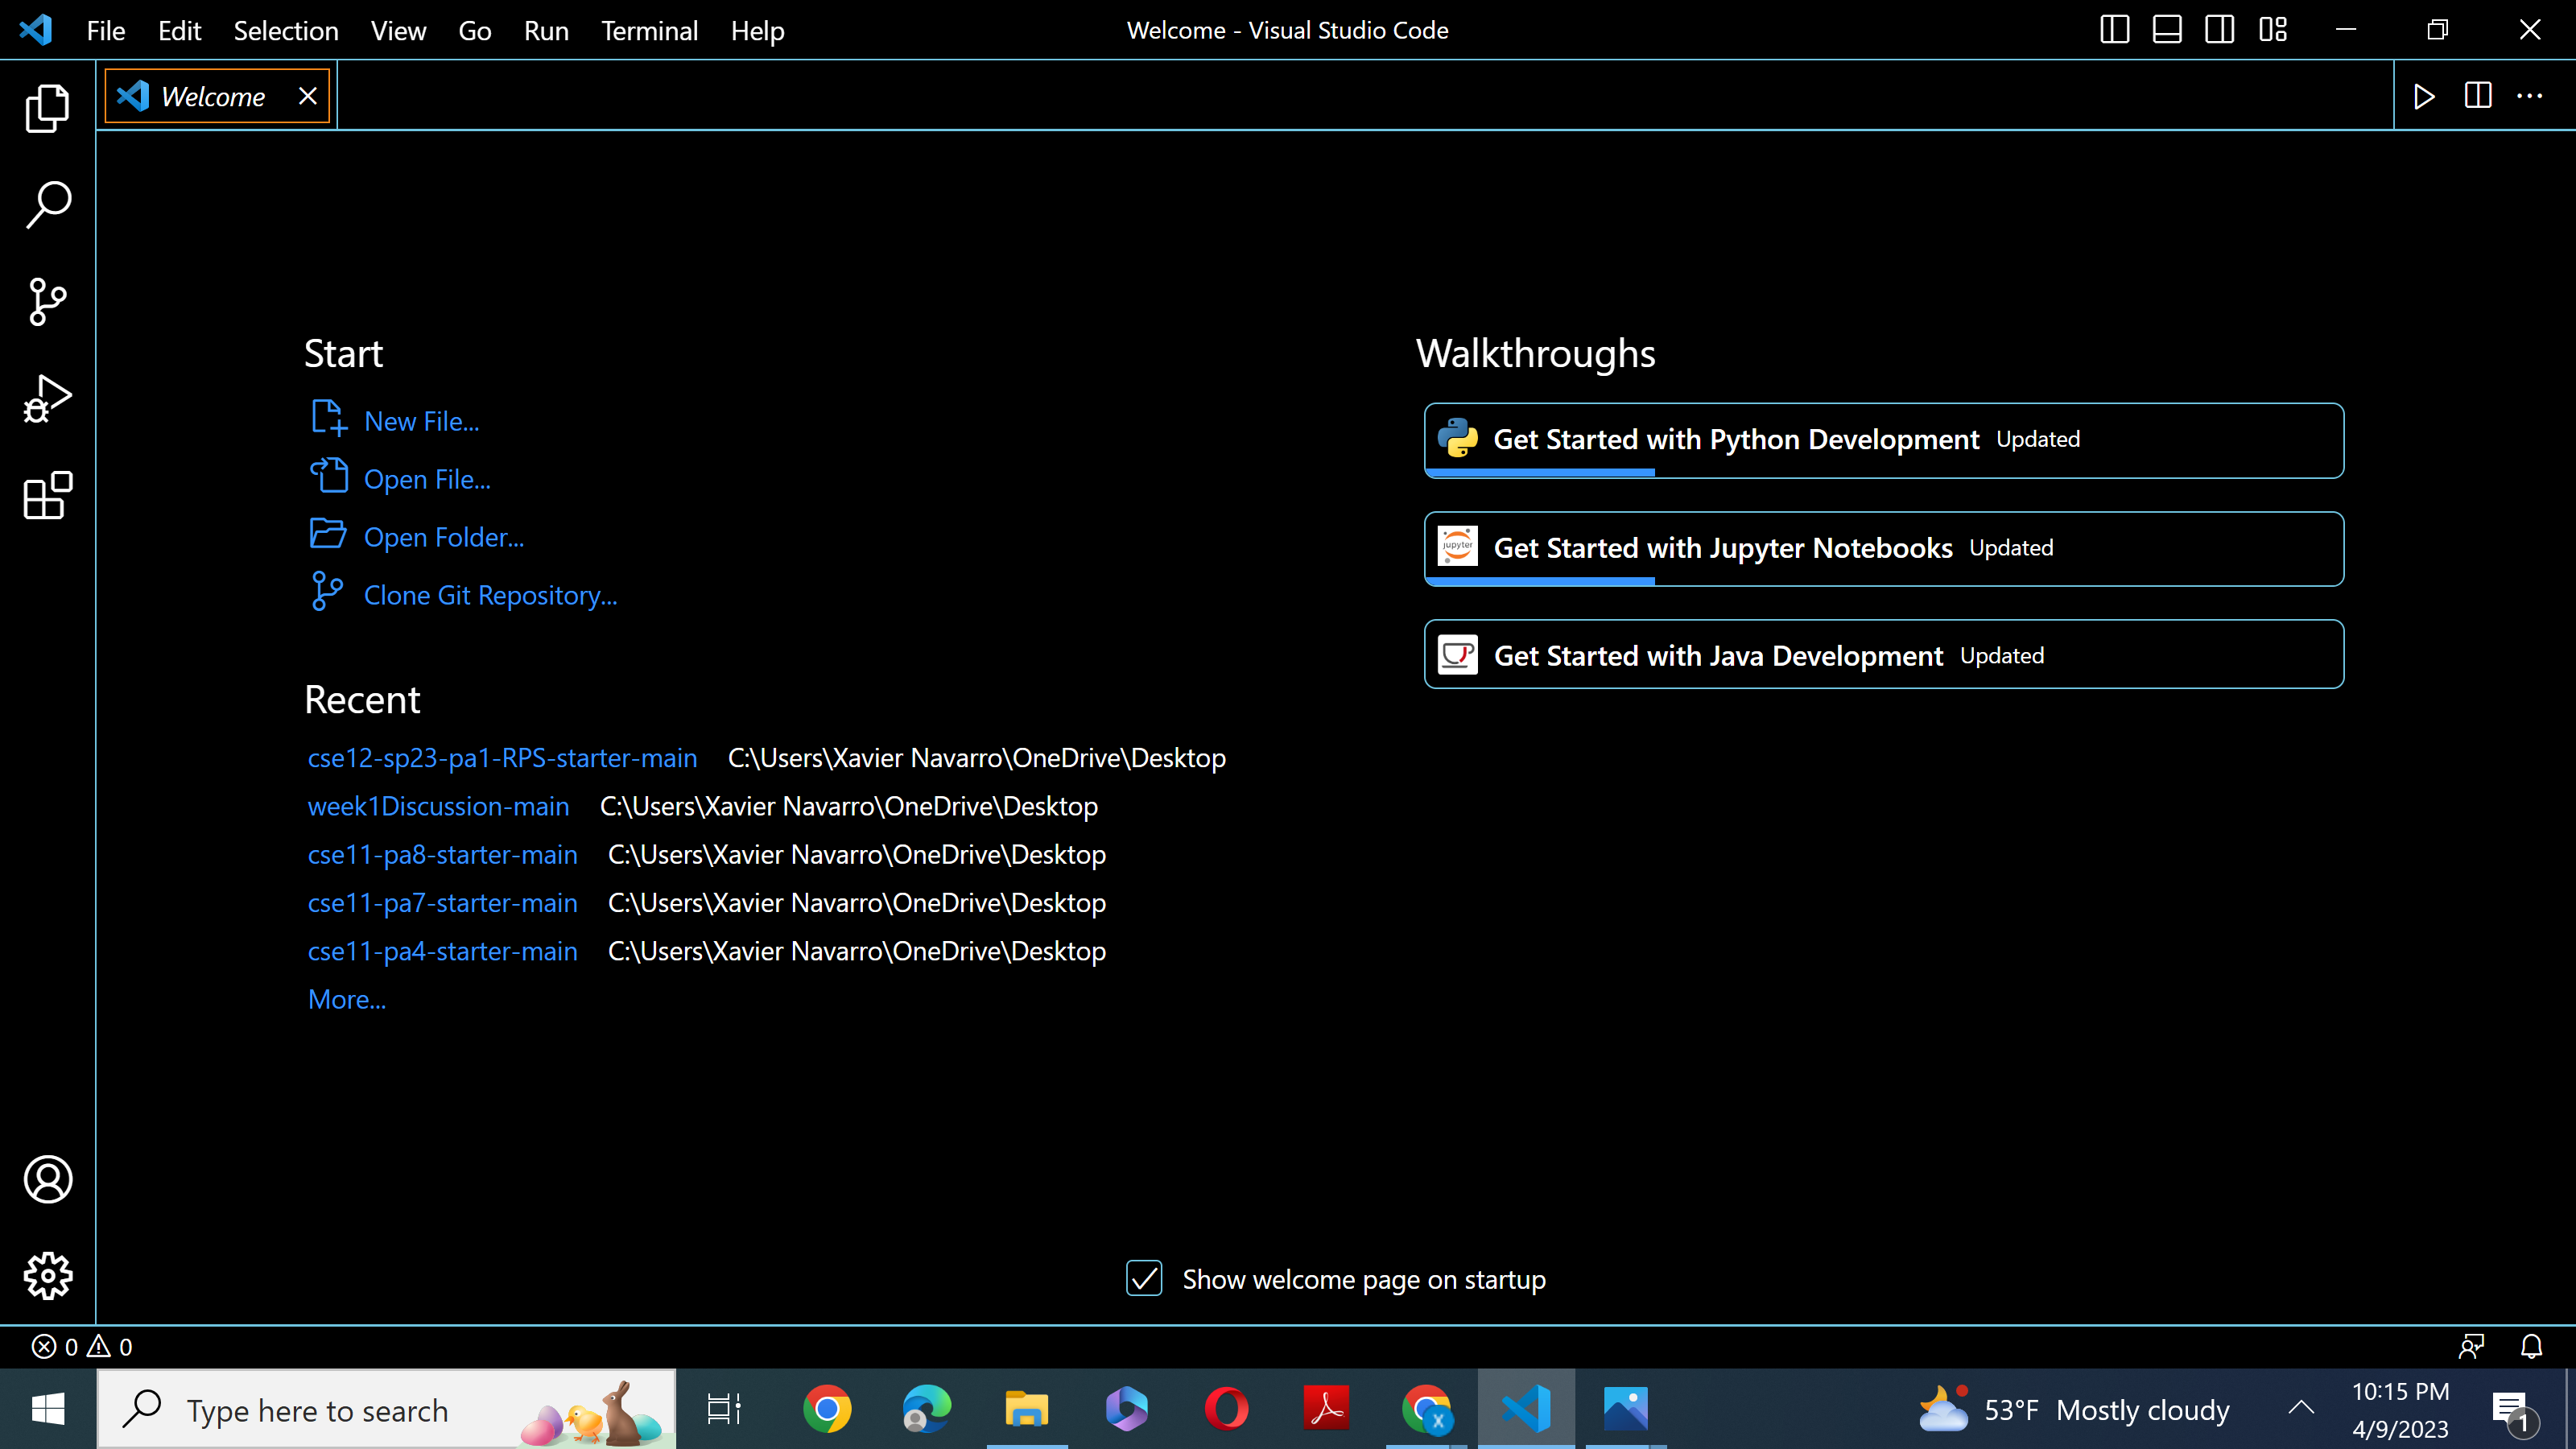 File Edit Selection View Go Run Terminal Help Welcome - Visual Studio Code
Welcome
Start
New File...
Open File...
Open Folder...
Clone Git Repository...
Recent
cse12-sp23-pa1-RPS-starter-main C:\Users\Xavier Navarro\OneDrive\Desktop
week1Discussion-main C:\Users\Xavier Navarro\OneDrive\Desktop
cse11-pa8-starter-main C:\Users\Xavier Navarro\OneDrive\Desktop
cse11-pa7-starter-main C:\Users\Xavier Navarro\OneDrive\Desktop
cse11-pa4-starter-main C:\Users\Xavier Navarro\OneDrive\Desktop
More...
Walkthroughs
Get Started with Python Development Updated
jupyter
Get Started with Jupyter Notebooks Updated
Get Started with Java Development Updated
Show welcome page on startup
0 0
Type here to search
X
53°F Mostly cloudy
10:15 PM
4/9/2023
1